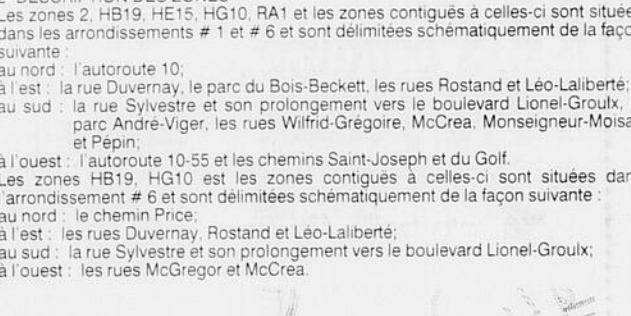 Les zones 2, HB19, HE15, HG10, RA1 et les zones contiguës à celles-ci sont située
dans les arrondissements # 1 et # 6 et sont délimitées schématiquement de la faço
suivante :
au nord : l'autoroute 10;
à l'est : la rue Duvernay, le parc du Bois-Beckett, les rues Rostand et Léo-Laliberté;
au sud : la rue Sylvestre et son prolongement vers le boulevard Lionel-Groulx,
parc André-Viger, les rues Wilfrid-Grégoire, McCrea, Monseigneur-Moisa
et Pépin;
à l'ouest : l'autoroute 10-55 et les chemins Saint-Joseph et du Golf.
Les zones HB19, HG10 est les zones contiguës à celles-ci sont situées dan
l'arrondissement # 6 et sont délimitées schématiquement de la façon suivante :
au nord : le chemin Price;
à l'est : les rues Duvernay, Rostand et Léo-Laliberté;
au sud : la rue Sylvestre et son prolongement vers le boulevard Lionel-Groulx;
à l'ouest : les rues McGregor et McCrea.